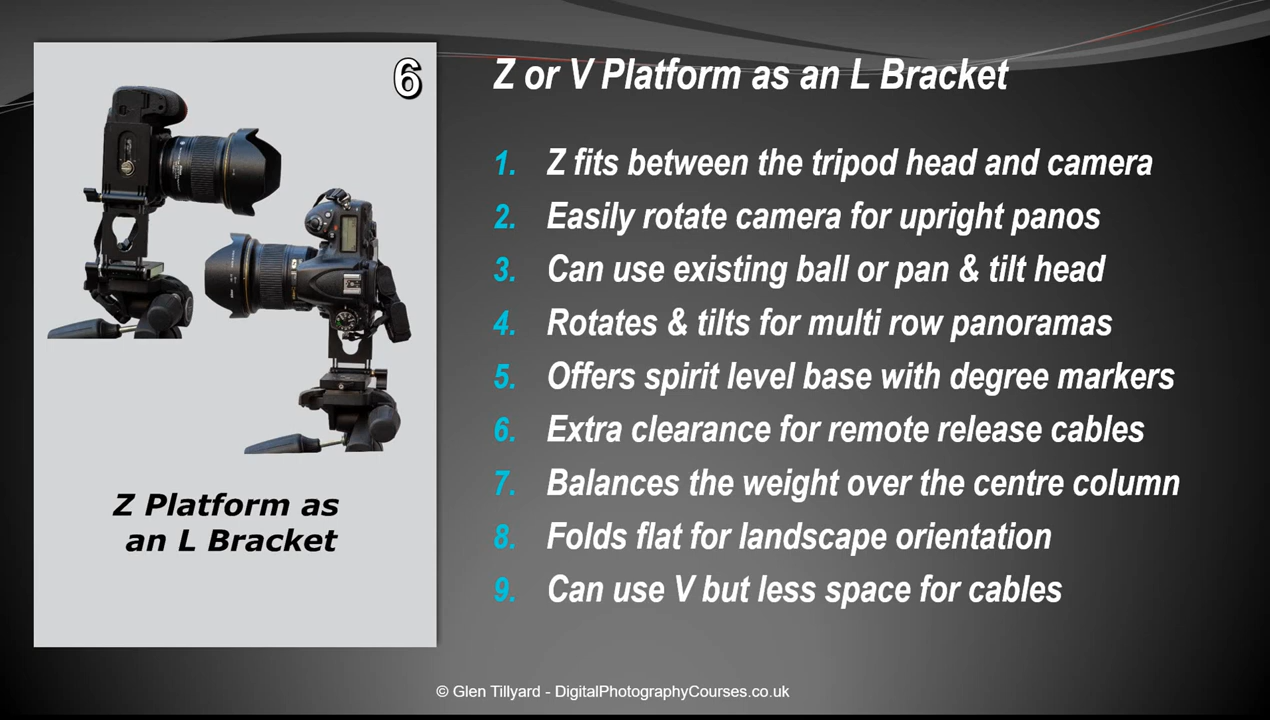 6
Z Platform as
an L Bracket
Z or V Platform as an L Bracket
1. Z fits between the tripod head and camera
2. Easily rotate camera for upright panos
3. Can use existing ball or pan & tilt head
4. Rotates & tilts for multi row panoramas
5. Offers spirit level base with degree markers
6. Extra clearance for remote release cables
7. Balances the weight over the centre column
8. Folds flat for landscape orientation
9. Can use V but less space for cables
© Glen Tillyard - DigitalPhotographyCourses.co.uk